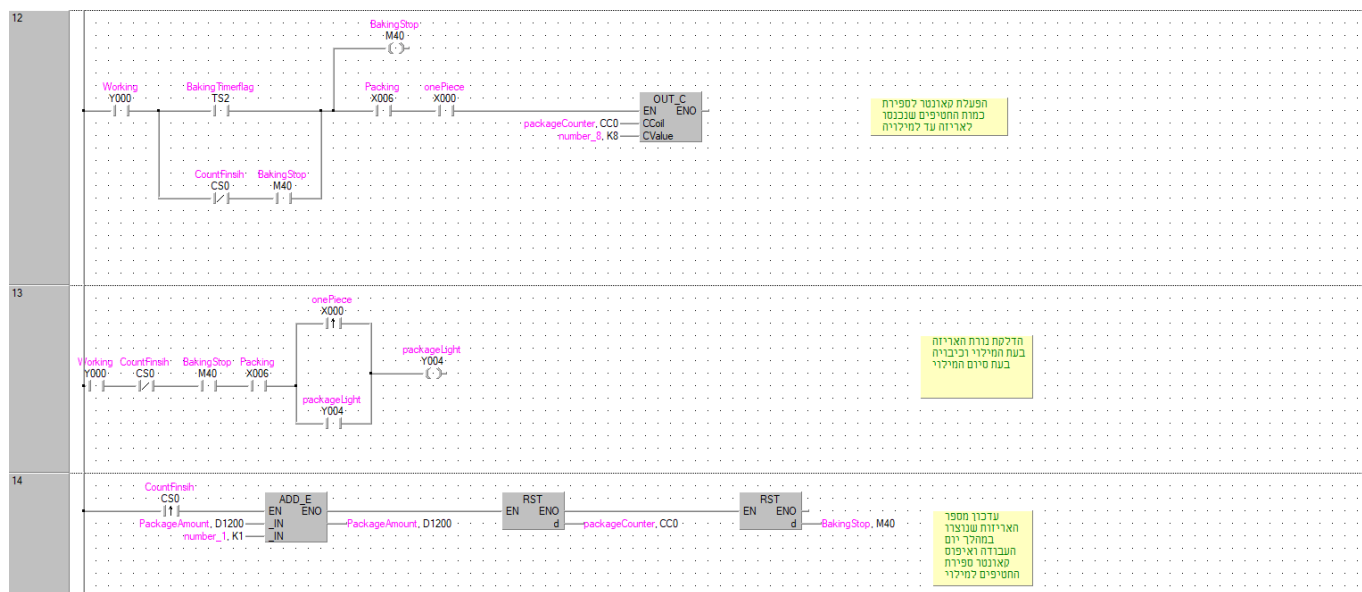 12
BakingStop
M40
Working
BakingTimerflag
Packing
onePiece
Y000
TS2
X006
X000
OUT_C
EN ENO
packageCounter, CC0
CCoil
number_8, K8
CValue
CountFinsih
BakingStop
CS0
M40
הפעלת קאונטר לספירת
כמות החטיפים שנכנסו
לאריזה עד למילויה
13
onePiece
X000
packageLight
Y004
Working
CountFinsih
BakingStop
Packing
Y000
CS0
M40
X006
packageLight
Y004
הדלקת נורת האריזה
בעת המילוי וכיבויה
בעת סיום המילוי
14
CountFinsih
CS0
ADD_E
EN ENO
PackageAmount, D1200
_IN
PackageAmount, D1200
number_1, K1
_IN
RST
EN ENO
d
packageCounter, CC0
RST
EN ENO
d
BakingStop, M40
עדכון מספר
האריזות שנוצרו
במהלך יום
העבודה ואיפוס
קאונטר ספירת
החטיפים למילוי